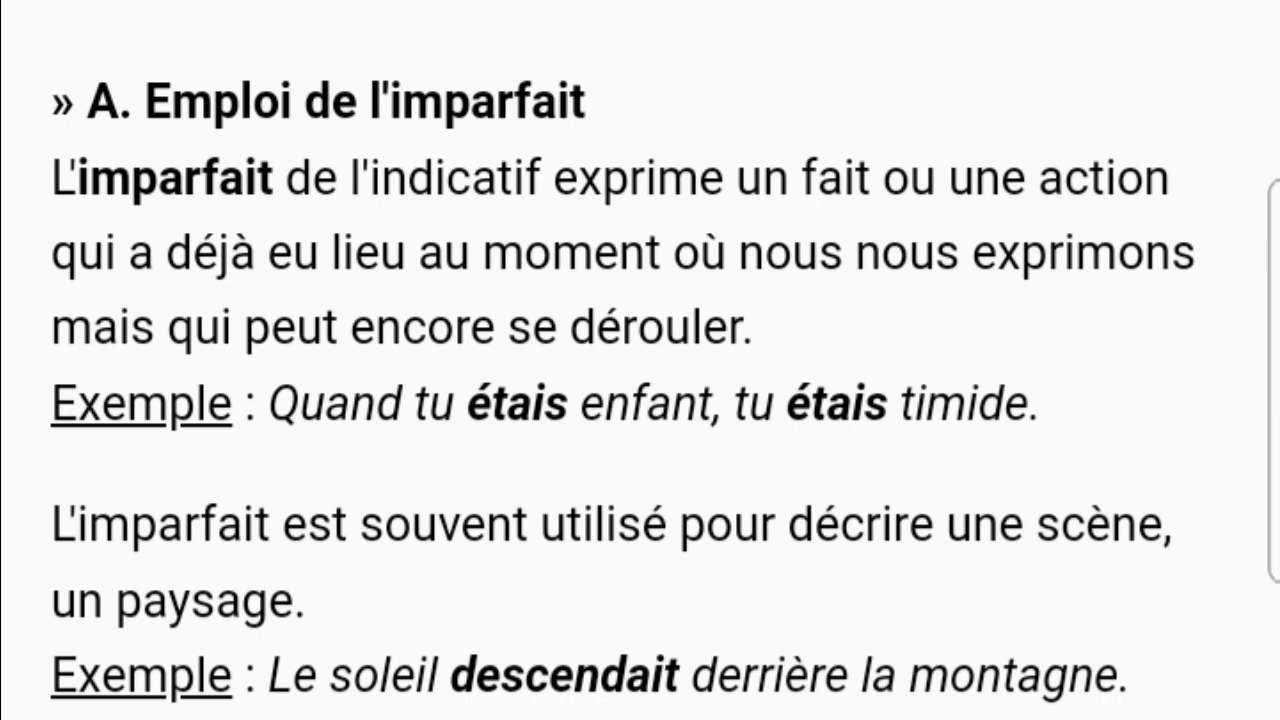 » A. Emploi de l'imparfait
L'imparfait de l'indicatif exprime un fait ou une action
qui a déjà eu lieu au moment où nous nous exprimons
mais qui peut encore se dérouler.
Exemple : Quand tu étais enfant, tu étais timide.
L'imparfait est souvent utilisé pour décrire une scène,
un paysage.
Exemple : Le soleil descendait derrière la montagne.